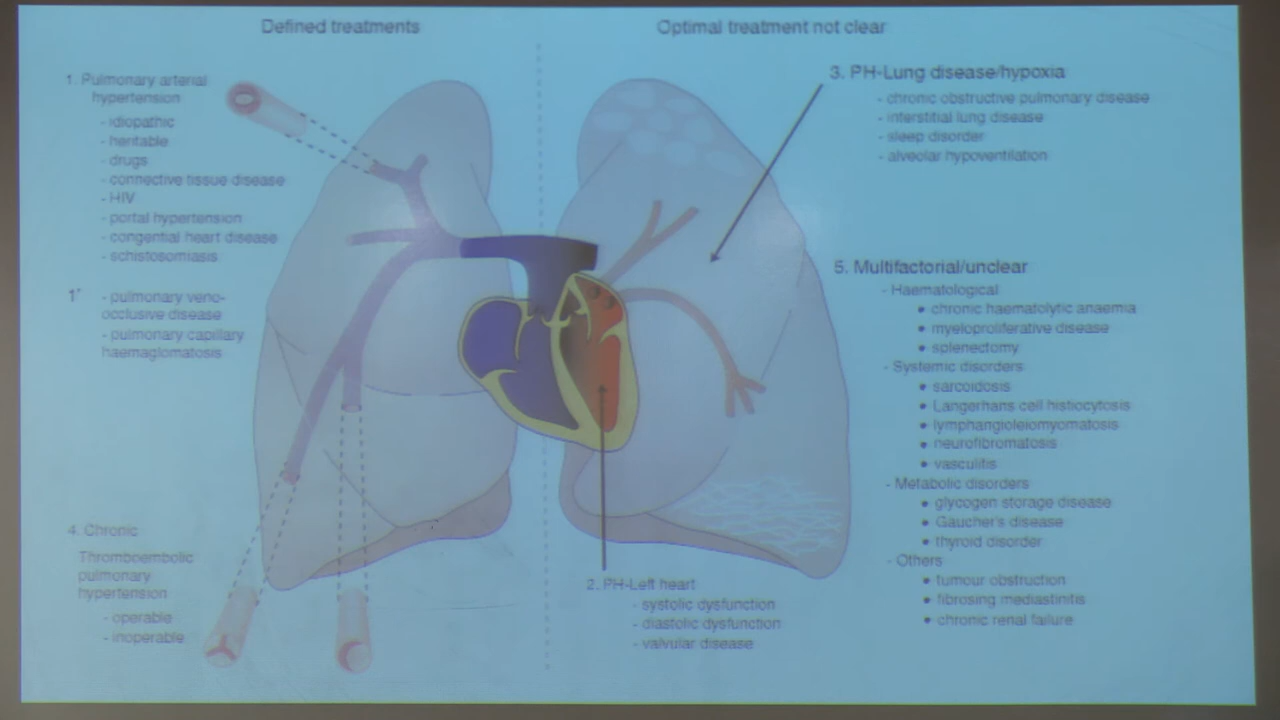 Defined treatments
Optimal treatment not clear
1. Pulmonary arterial
hypertension
- idiopathic
- heritable
- drugs
- connective tissue disease
- HIV
- portal hypertension
- congential heart disease
- schistosomiasis
1'
- pulmonary veno-
occlusive disease
- pulmonary capillary
haemaglomatosis
4. Chronic
Thromboembolic
pulmonary
hypertension
- operable
- inoperable
2. PH-Left heart
- systolic dysfunction
- diastolic dysfunction
- valvular disease
3. PH-Lung disease/hypoxia
- chronic obstructive pulmonary disease
- interstitial lung disease
- sleep disorder
- alveolar hypoventilation
5. Multifactorial/unclear
- Haematological
• chronic haematolytic anaemia
• myeloproliferative disease
• splenectomy
- Systemic disorders
• sarcoidosis
• Langerhans cell histiocytosis
• lymphangioleiomyomatosis
• neurofibromatosis
• vasculitis
- Metabolic disorders
• glycogen storage disease
• Gaucher's disease
• thyroid disorder
- Others
• tumour obstruction
• fibrosing mediastinitis
• chronic renal failure